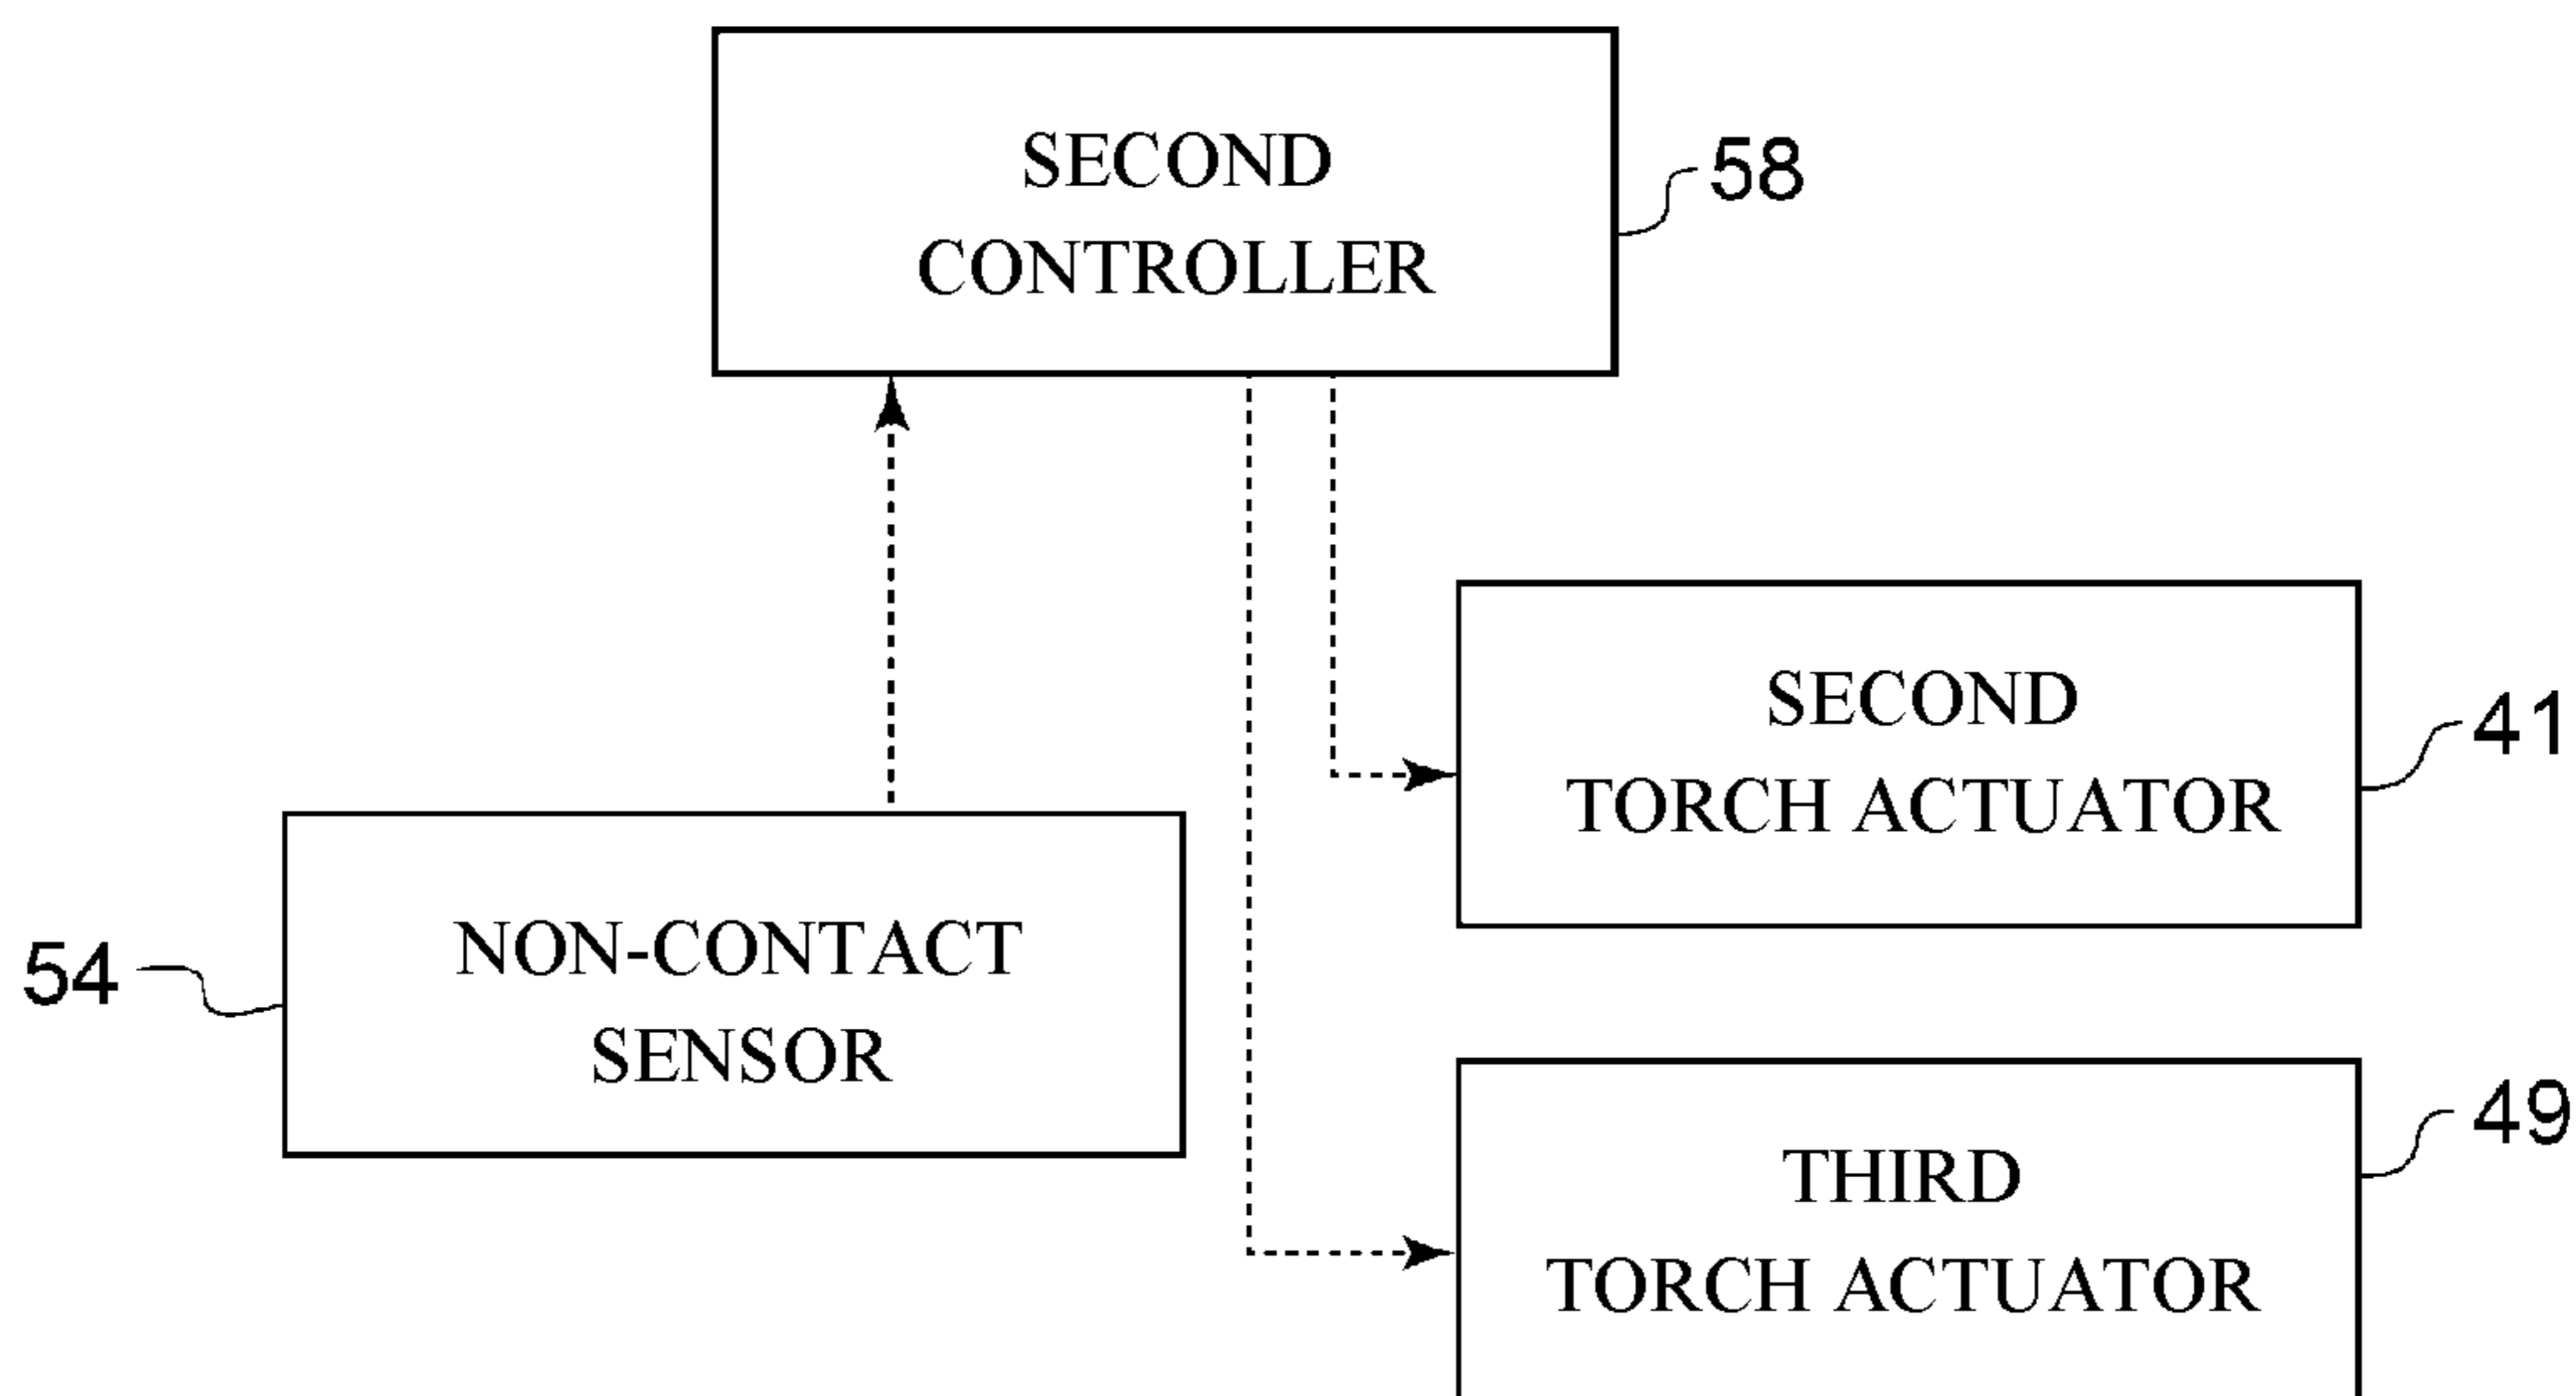 SECOND
CONTROLLER
58
SECOND
TORCH ACTUATOR
41
NON-CONTACT
SENSOR
54
THIRD
TORCH ACTUATOR
49